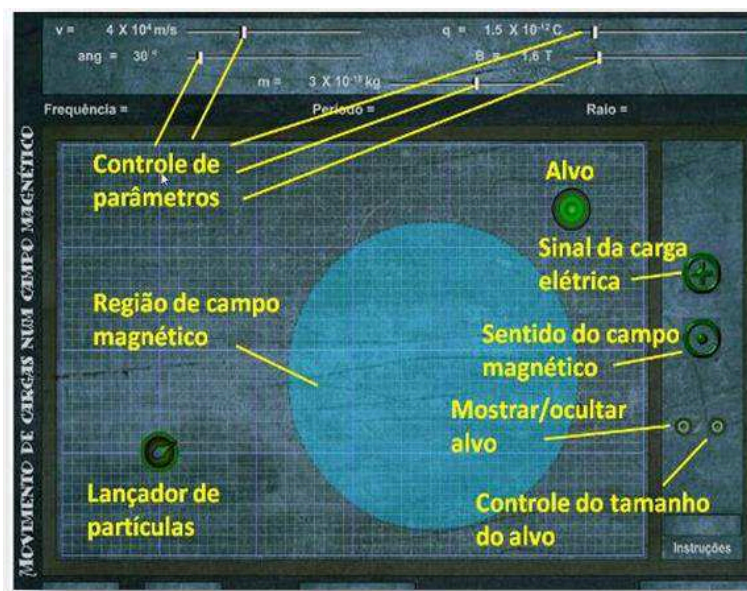 v = 4 X 10⁴ m/s
q = 1.5 X 10⁻¹² C
ang = 30 º
B = 1,6 T
m = 3 X 10⁻¹³ kg
Frequência =
Período =
Raio =
MOVIMENTO DE CARGAS NUM CAMPO MAGNÉTICO
Controle de
parâmetros
Alvo
Sinal da carga
elétrica
Região de campo
magnético
Sentido do campo
magnético
Mostrar/ocultar
alvo
Lançador de
partículas
Controle do tamanho
do alvo
Instruções